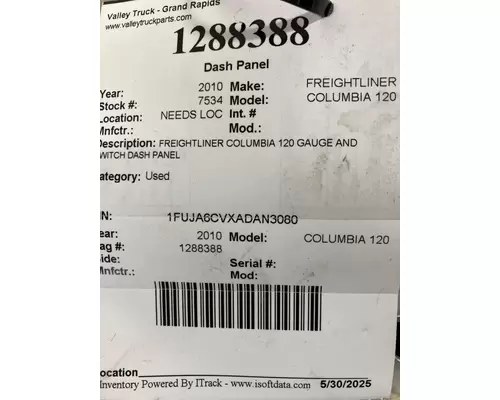 Valley Truck - Grand Rapids
www.valleytruckparts.com
1288388
Dash Panel
Year: 2010 Make: FREIGHTLINER
Stock #: 7534 Model: COLUMBIA 120
ocation: NEEDS LOC Int. #
Mnfctr.: Mod.:
Description: FREIGHTLINER COLUMBIA 120 GAUGE AND
WITCH DASH PANEL
ategory: Used
IN: 1FUJA6CVXADAN3080
ear: 2010 Model: COLUMBIA 120
ag #: 1288388
ide: Serial #:
Mnfctr.: Mod:
ocation
Inventory Powered By ITrack - www.isoftdata.com 5/30/2025